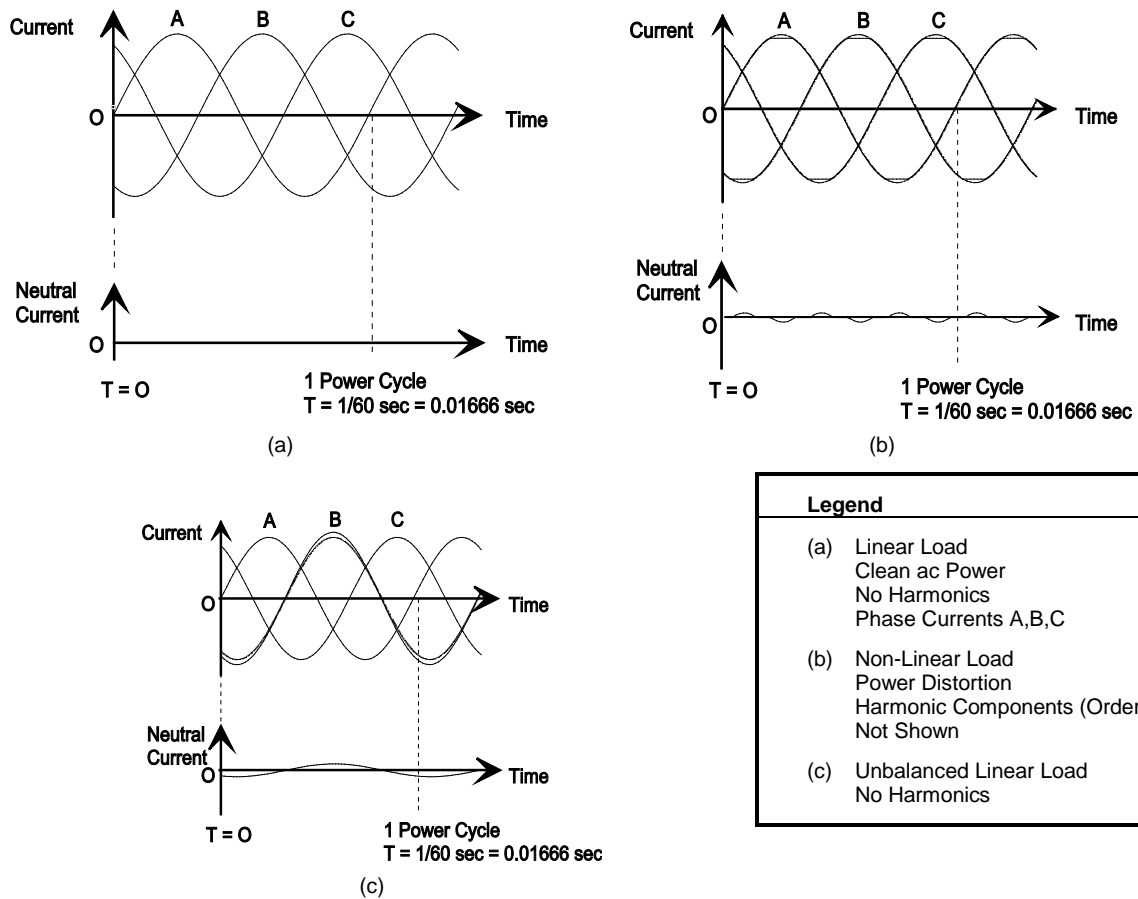 Current
A
B
C
O
Time
Neutral
Current
O
Time
T = O
1 Power Cycle
T = 1/60 sec = 0.01666 sec
(a)
Current
A
B
C
O
Time
Neutral
Current
O
Time
T = O
1 Power Cycle
T = 1/60 sec = 0.01666 sec
(b)
Current
A
B
C
O
Time
Neutral
Current
O
Time
T = O
1 Power Cycle
T = 1/60 sec = 0.01666 sec
(c)
Legend
(a) Linear Load
Clean ac Power
No Harmonics
Phase Currents A,B,C
(b) Non-Linear Load
Power Distortion
Harmonic Components (Order
Not Shown
(c) Unbalanced Linear Load
No Harmonics